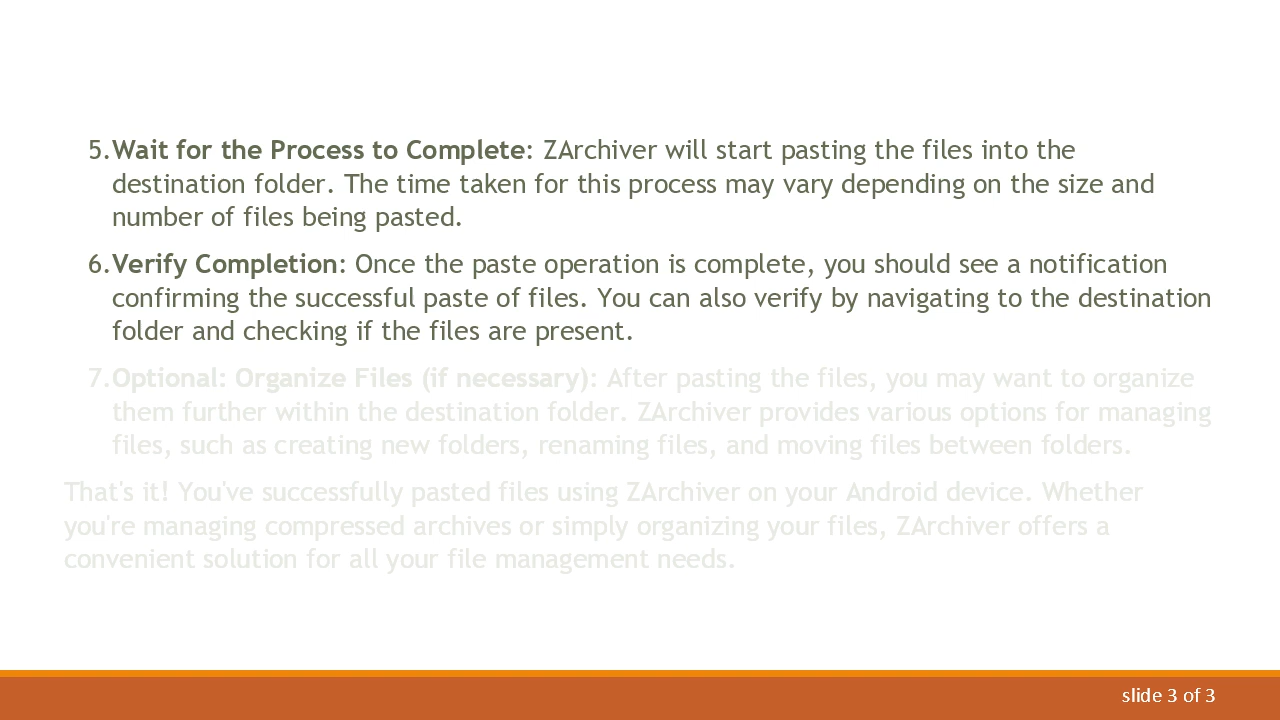 5.Wait for the Process to Complete: ZArchiver will start pasting the files into the
destination folder. The time taken for this process may vary depending on the size and
number of files being pasted.
6.Verify Completion: Once the paste operation is complete, you should see a notification
confirming the successful paste of files. You can also verify by navigating to the destination
folder and checking if the files are present.
7.Optional: Organize Files (if necessary): After pasting the files, you may want to organize
them further within the destination folder. ZArchiver provides various options for managing
files, such as creating new folders, renaming files, and moving files between folders.
That's it! You've successfully pasted files using ZArchiver on your Android device. Whether
you're managing compressed archives or simply organizing your files, ZArchiver offers a
convenient solution for all your file management needs.
slide 3 of 3